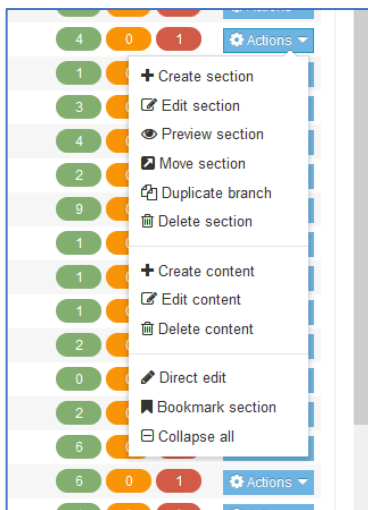 Actions
4 0 1 Actions
1
Create section
3
Edit section
4
Preview section
2
Move section
Duplicate branch
9
Delete section
1
1
Create content
1
Edit content
2
Delete content
0
Direct edit
2
Bookmark section
6
Collapse all
6 0 1 Actions